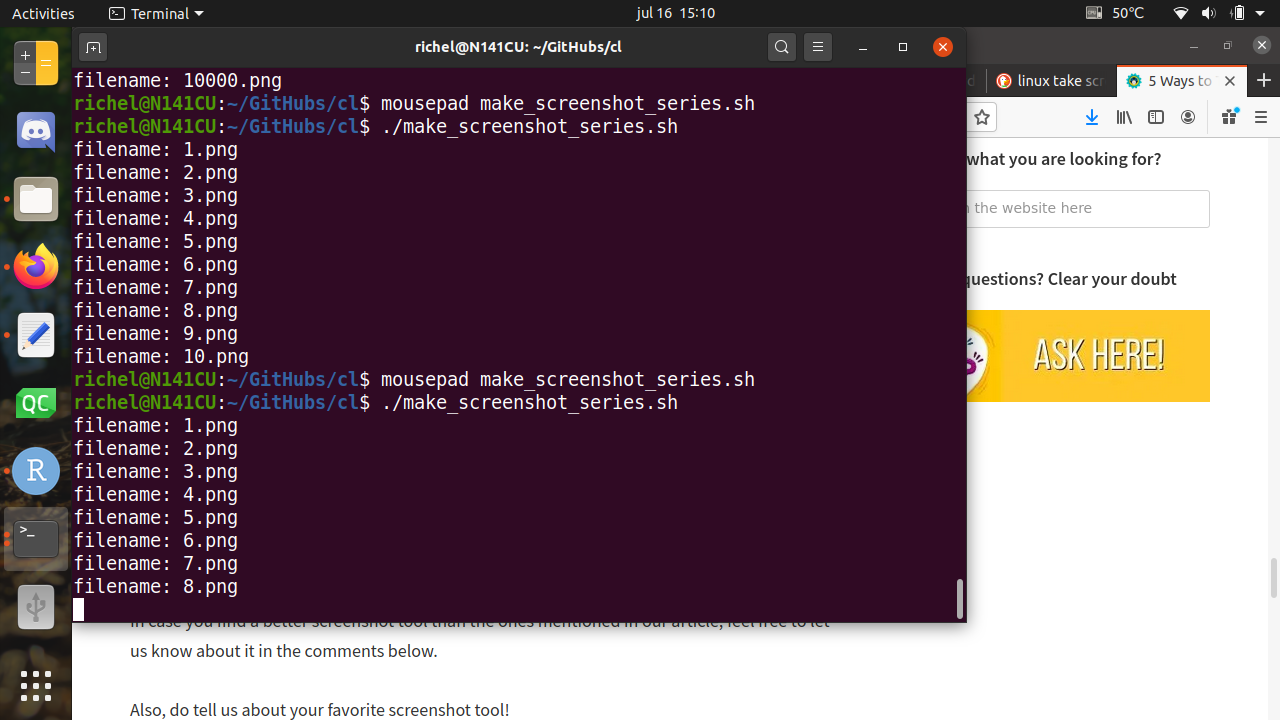 Activities
Terminal
jul 16 15:10
50℃
richel@N141CU: ~/GitHubs/cl
linux take scr
5 Ways to
filename: 10000.png
richel@N141CU:~/GitHubs/cl$ mousepad make_screenshot_series.sh
richel@N141CU:~/GitHubs/cl$ ./make_screenshot_series.sh
filename: 1.png
filename: 2.png
filename: 3.png
filename: 4.png
filename: 5.png
filename: 6.png
filename: 7.png
filename: 8.png
filename: 9.png
filename: 10.png
richel@N141CU:~/GitHubs/cl$ mousepad make_screenshot_series.sh
richel@N141CU:~/GitHubs/cl$ ./make_screenshot_series.sh
filename: 1.png
filename: 2.png
filename: 3.png
filename: 4.png
filename: 5.png
filename: 6.png
filename: 7.png
filename: 8.png
what you are looking for?
the website here
questions? Clear your doubt
ASK HERE!
QC
R
>_
In case you find a better screenshot tool than the ones mentioned in our article, feel free to let
us know about it in the comments below.
Also, do tell us about your favorite screenshot tool!